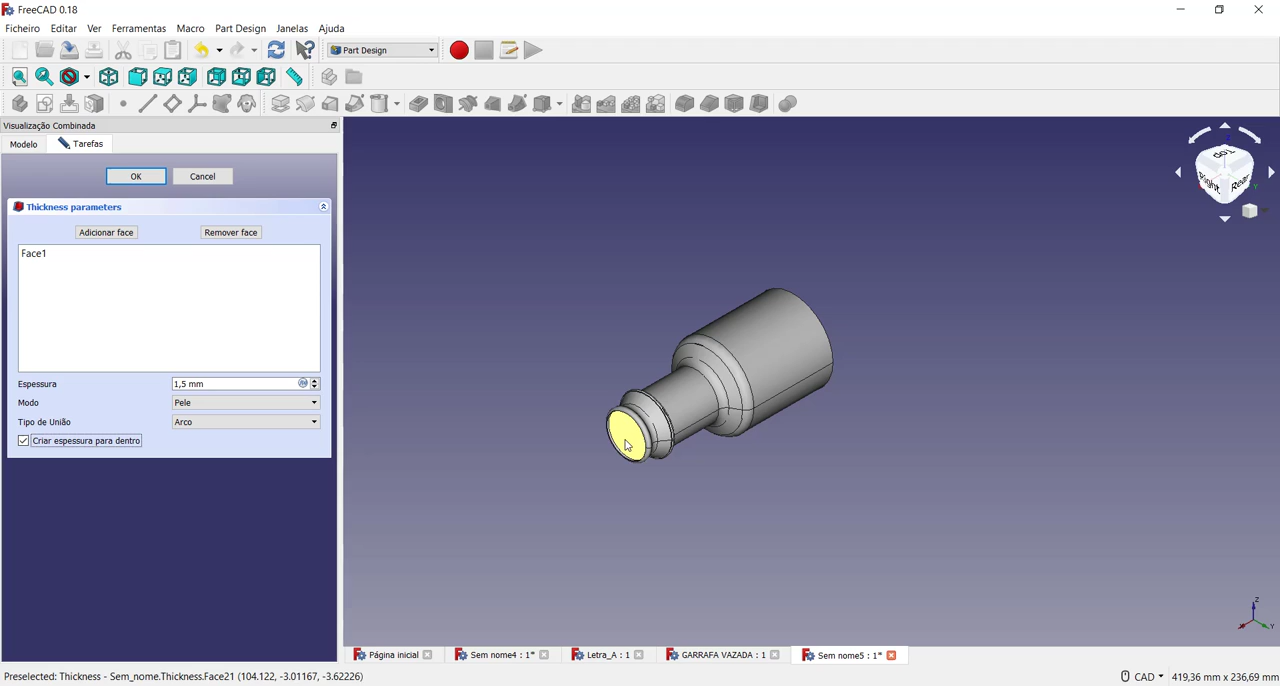 FreeCAD 0.18
Ficheiro Editar Ver Ferramentas Macro Part Design Janelas Ajuda
Part Design
Visualização Combinada
Modelo Tarefas
OK Cancel
Thickness parameters
Adicionar face Remover face
Face1
Espessura 1,5 mm
Modo Pele
Tipo de União Arco
Criar espessura para dentro
Top
Right Rear
Z
X Y
Página inicial Sem nome4 : 1* Letra_A : 1 GARRAFA VAZADA : 1 Sem nome5 : 1*
Preselected: Thickness - Sem_nome.Thickness.Face21 (104.122, -3.01167, -3.62226) CAD 419,36 mm x 236,69 mm